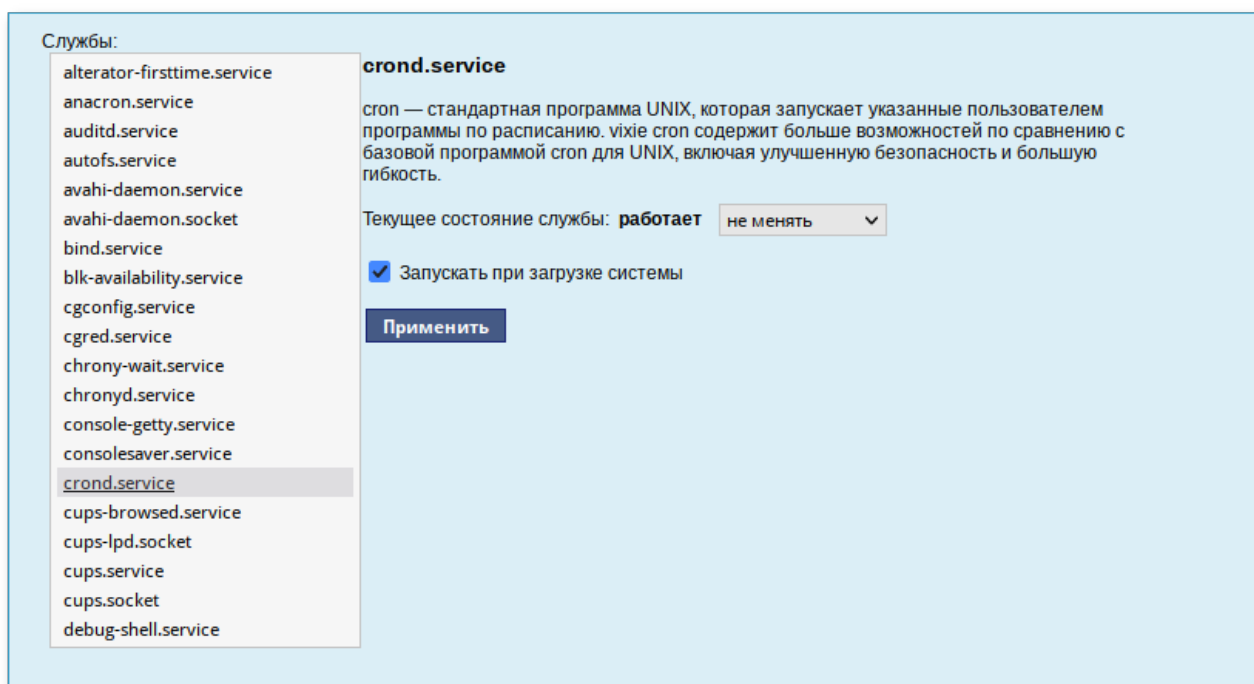 Службы:
alterator-firsttime.service
anacron.service
auditd.service
autofs.service
avahi-daemon.service
avahi-daemon.socket
bind.service
blk-availability.service
cgconfig.service
cgred.service
chrony-wait.service
chronyd.service
console-getty.service
consolesaver.service
crond.service
cups-browsed.service
cups-lpd.socket
cups.service
cups.socket
debug-shell.service
crond.service
cron — стандартная программа UNIX, которая запускает указанные пользователем
программы по расписанию. vixie cron содержит больше возможностей по сравнению с
базовой программой cron для UNIX, включая улучшенную безопасность и большую
гибкость.
Текущее состояние службы: работает не менять
Запускать при загрузке системы
Применить